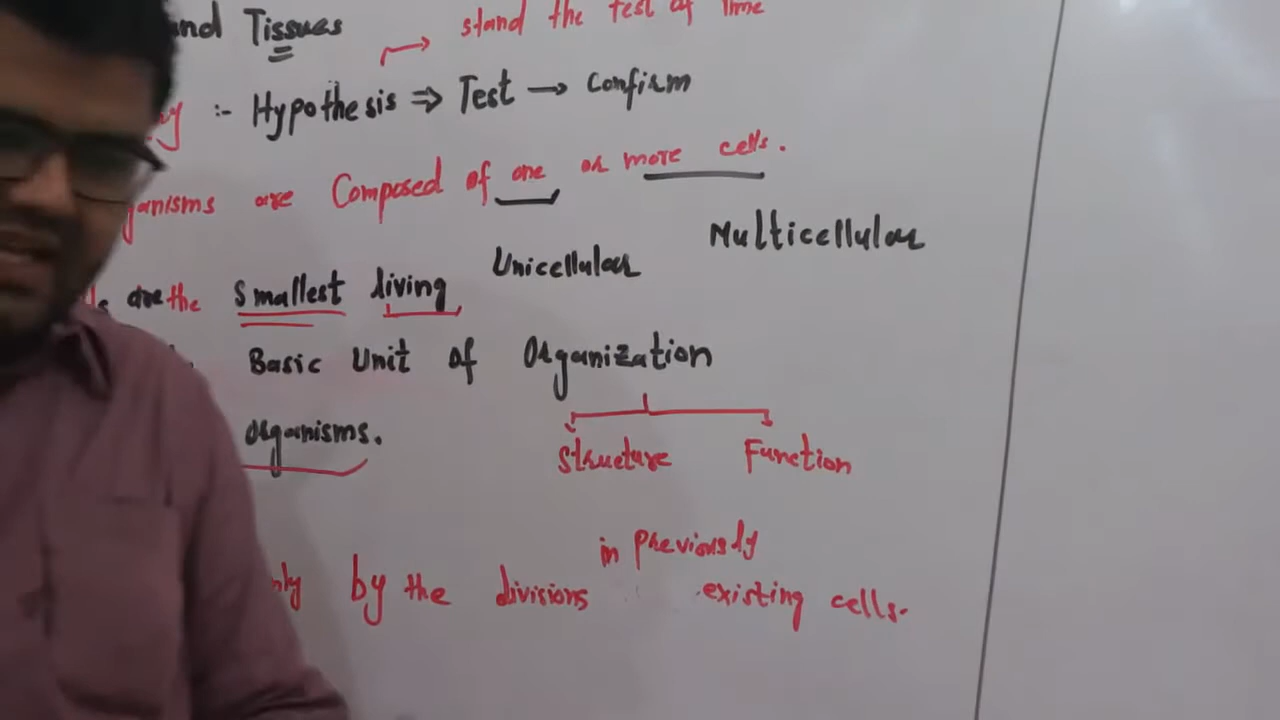 and Tissues
stand the test of time
:- Hypothesis ⇒ Test → Confirm
ganisms are Composed of one or more cells.
Unicellular Multicellular
are the Smallest living
Basic Unit of Organization
organisms.
Structure Function
in previously
by the divisions existing cells.